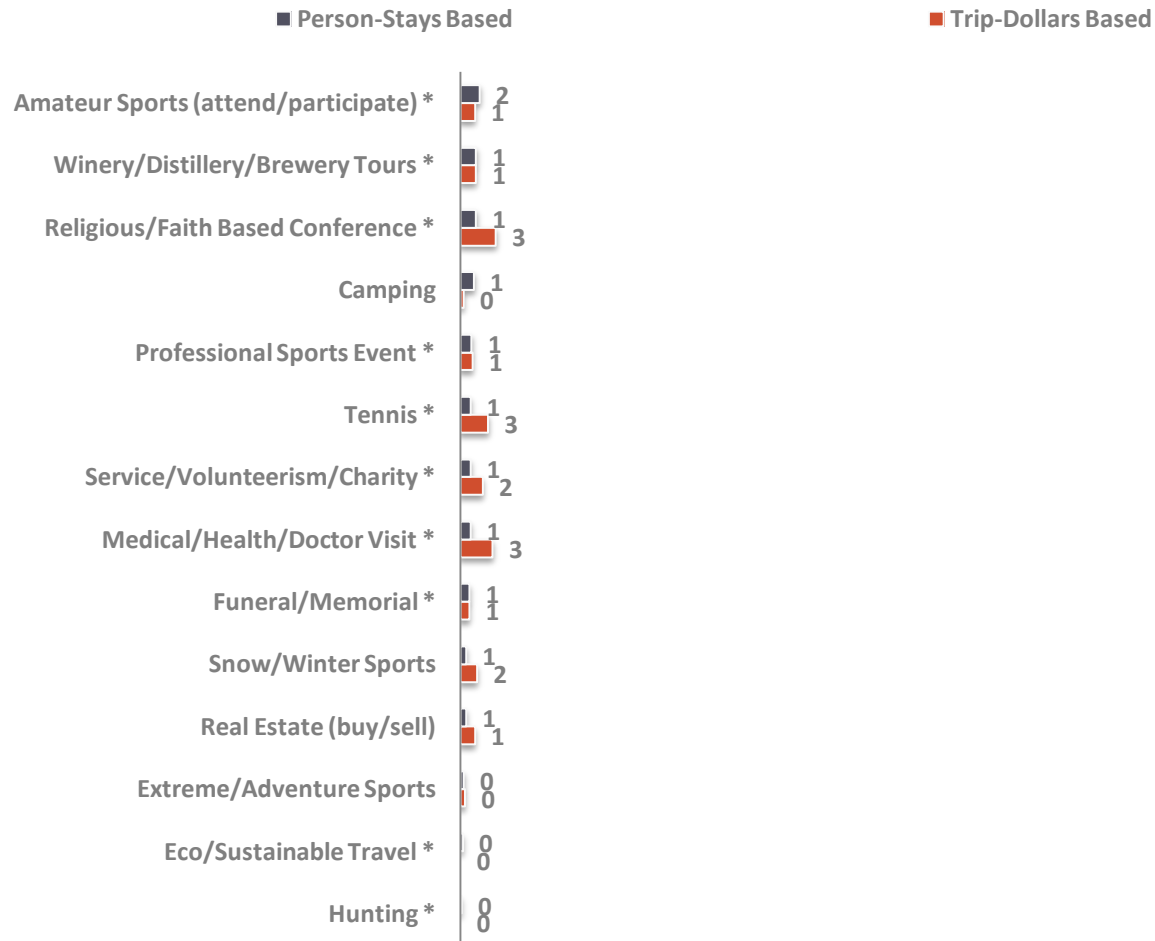 Person-Stays Based Trip-Dollars Based
Amateur Sports (attend/participate) * 2
1
Winery/Distillery/Brewery Tours * 1
1
Religious/Faith Based Conference * 1
3
Camping 1
0
Professional Sports Event * 1
1
Tennis * 1
3
Service/Volunteerism/Charity * 1
2
Medical/Health/Doctor Visit * 1
3
Funeral/Memorial * 1
1
Snow/Winter Sports 1
2
Real Estate (buy/sell) 1
1
Extreme/Adventure Sports 0
0
Eco/Sustainable Travel * 0
0
Hunting * 0
0